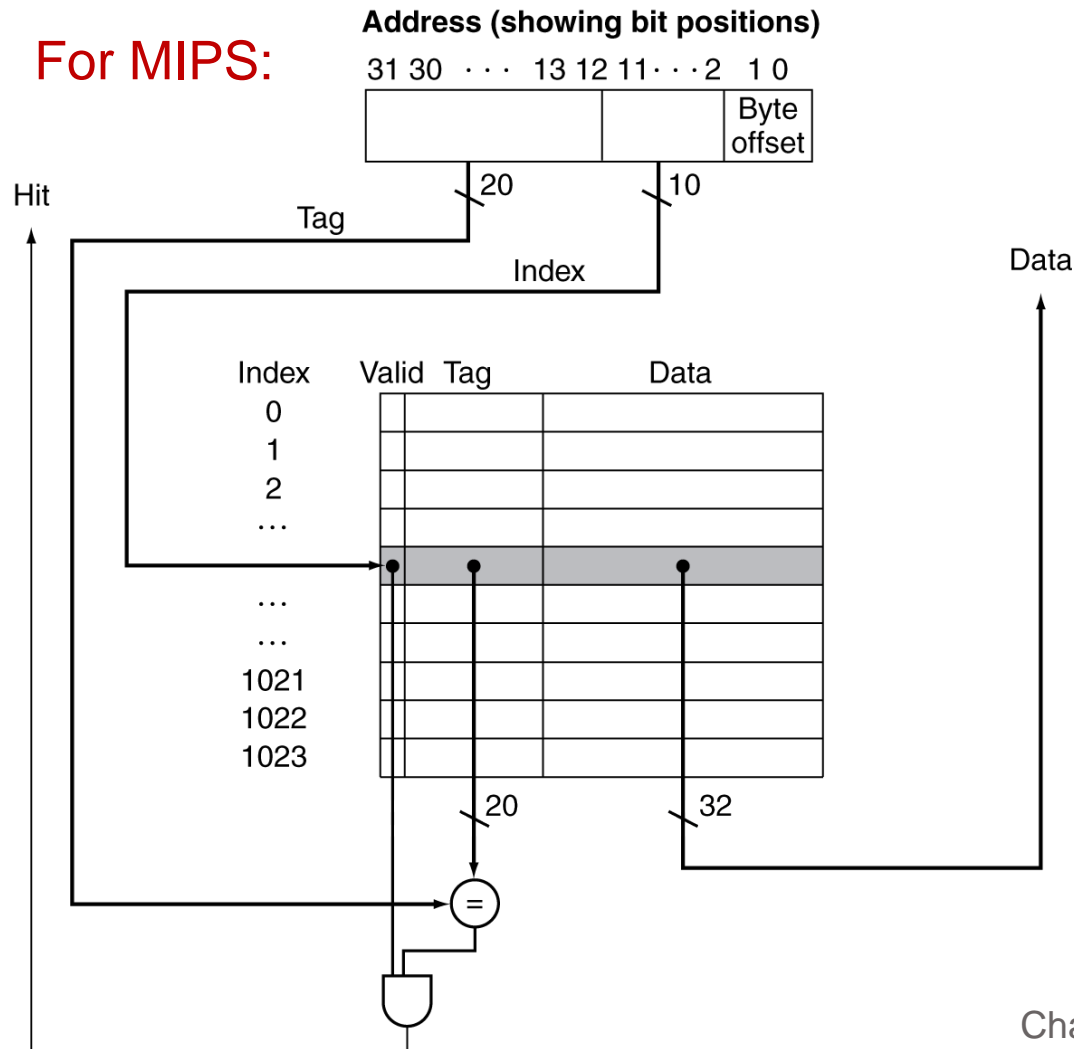 Address (showing bit positions)
For MIPS:
31 30 · · · 13 12 11 · · · 2 1 0
Byte
offset
20
10
Hit
Tag
Index
Data
Index Valid Tag Data
0
1
2
...
...
...
1021
1022
1023
20
32
=
Cha